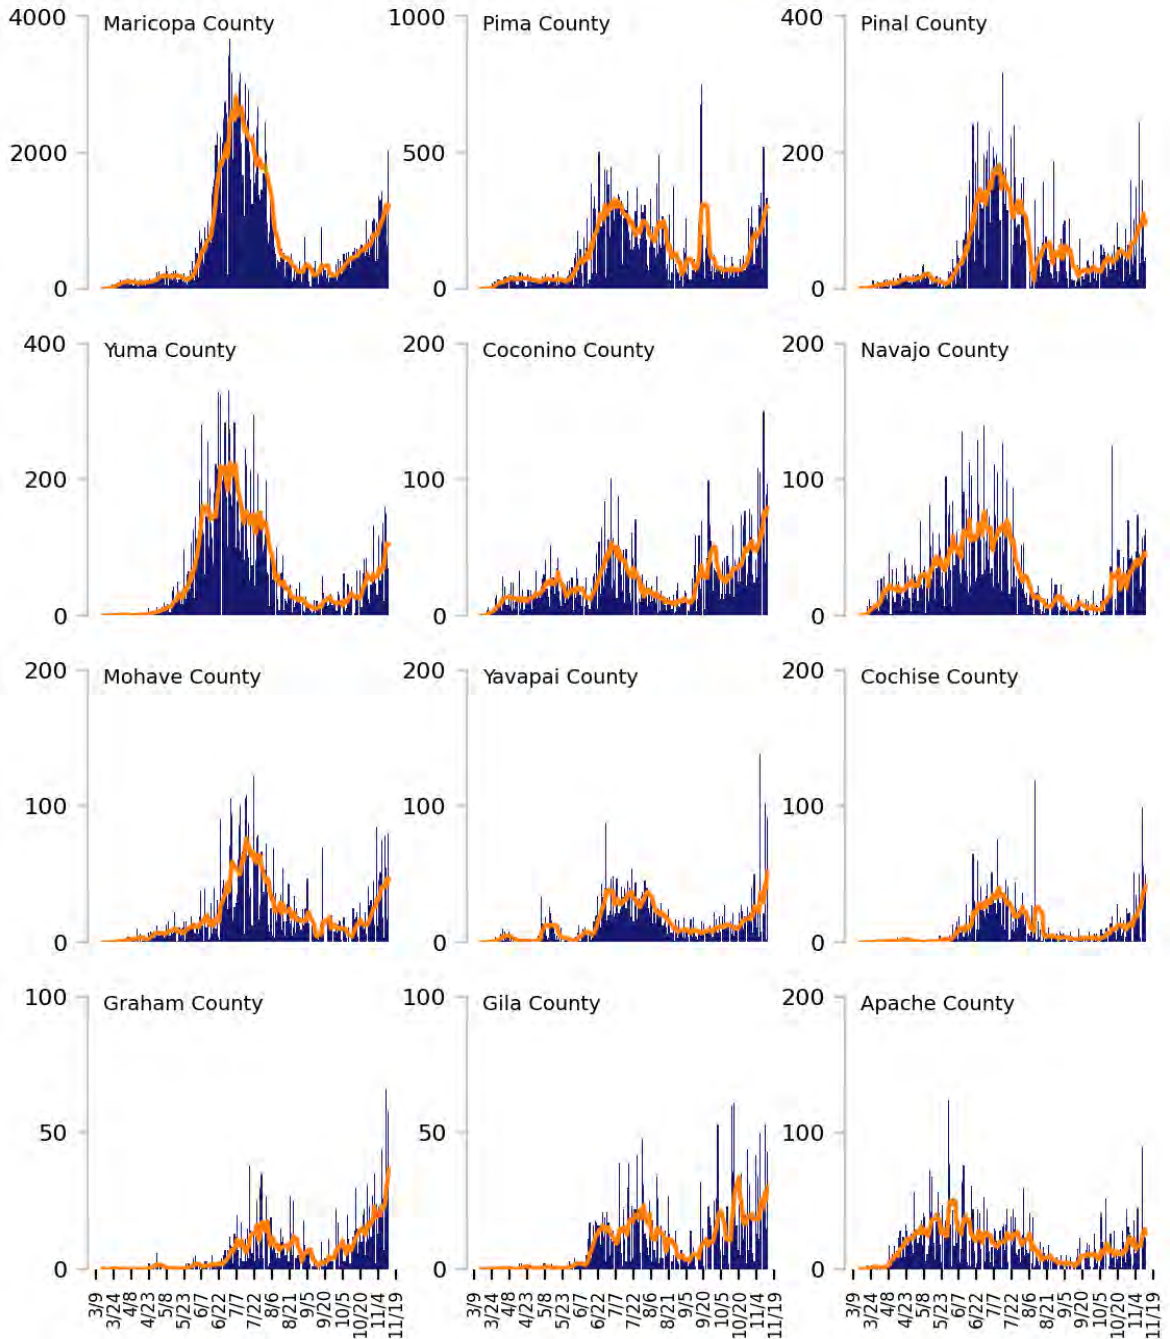 4000 Maricopa County 1000 Pima County 400 Pinal County
2000 500 200
0 0 0
400 Yuma County 200 Coconino County 200 Navajo County
200 100 100
0 0 0
200 Mohave County 200 Yavapai County 200 Cochise County
100 100 100
0 0 0
100 Graham County 100 Gila County 200 Apache County
50 50 100
0 0 0
3/9 3/24 4/8 4/23 5/8 5/23 6/7 6/22 7/7 7/22 8/6 8/21 9/5 9/20 10/5 10/20 11/4 11/19 3/9 3/24 4/8 4/23 5/8 5/23 6/7 6/22 7/7 7/22 8/6 8/21 9/5 9/20 10/5 10/20 11/4 11/19 3/9 3/24 4/8 4/23 5/8 5/23 6/7 6/22 7/7 7/22 8/6 8/21 9/5 9/20 10/5 10/20 11/4 11/19